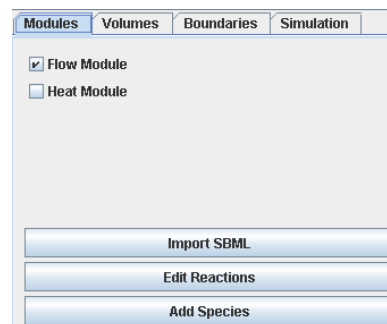 Modules Volumes Boundaries Simulation
Flow Module
Heat Module
Import SBML
Edit Reactions
Add Species